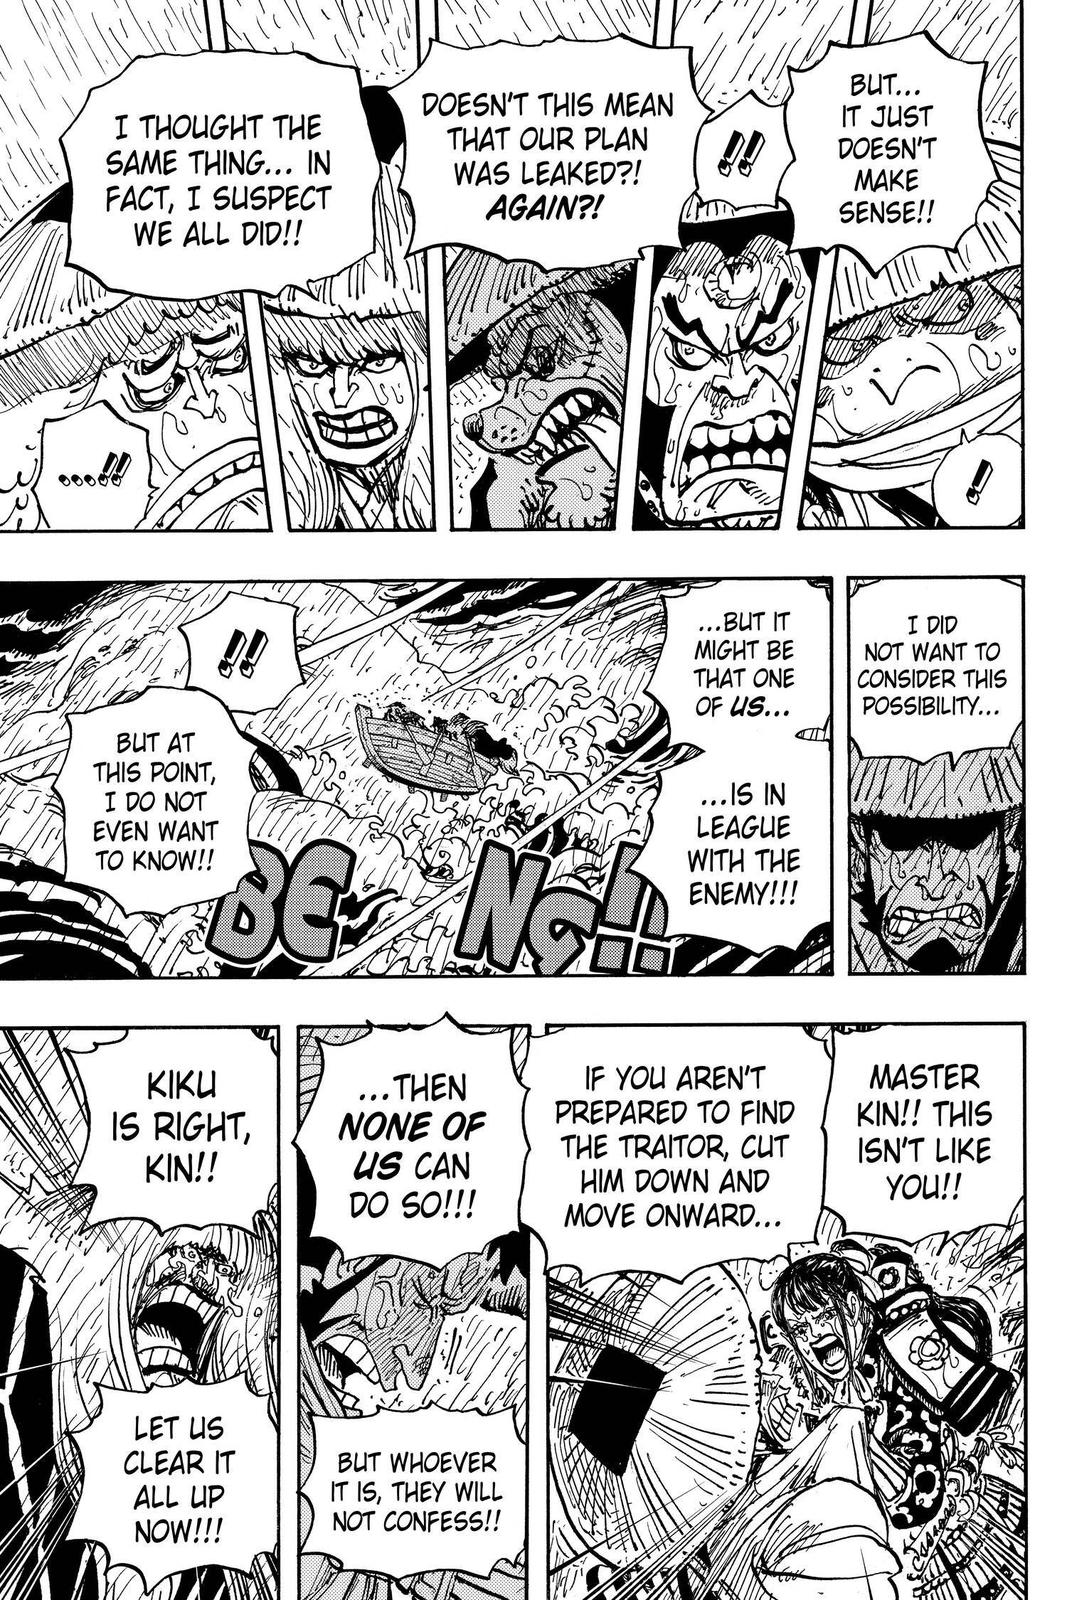 BUT...
IT JUST
DOESN'T
MAKE
SENSE!!
!
!!
DOESN'T THIS MEAN
THAT OUR PLAN
WAS LEAKED?!
AGAIN?!
I THOUGHT THE
SAME THING... IN
FACT, I SUSPECT
WE ALL DID!!
....!!
I DID
NOT WANT TO
CONSIDER THIS
POSSIBILITY...
...BUT IT
MIGHT BE
THAT ONE
OF US...
...IS IN
LEAGUE
WITH THE
ENEMY!!!
!!
BUT AT
THIS POINT,
I DO NOT
EVEN WANT
TO KNOW!!
BENG!!
MASTER
KIN!! THIS
ISN'T LIKE
YOU!!
IF YOU AREN'T
PREPARED TO FIND
THE TRAITOR, CUT
HIM DOWN AND
MOVE ONWARD...
...THEN
NONE OF
US CAN
DO SO!!!
BUT WHOEVER
IT IS, THEY WILL
NOT CONFESS!!
KIKU
IS RIGHT,
KIN!!
LET US
CLEAR IT
ALL UP
NOW!!!